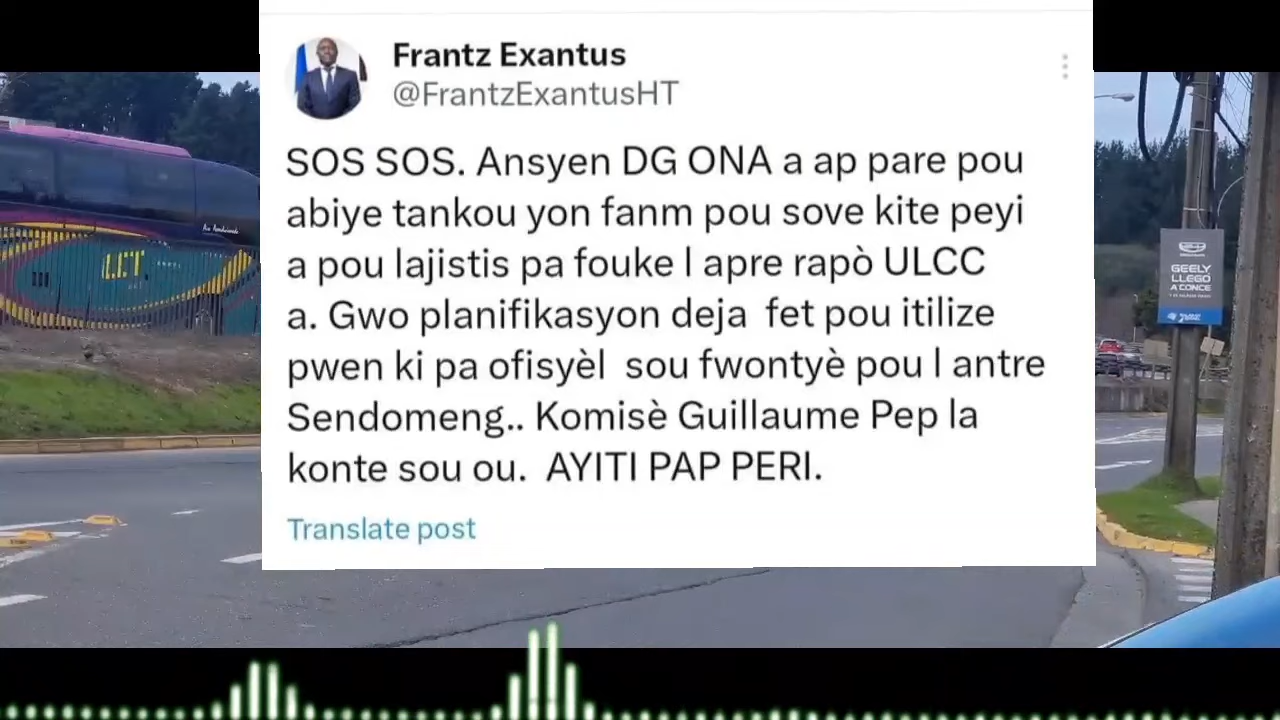 Frantz Exantus
@FrantzExantusHT
SOS SOS. Ansyen DG ONA a ap pare pou
abiye tankou yon fanm pou sove kite peyi
a pou lajistis pa fouke l apre rapò ULCC
a. Gwo planifikasyon deja  fet pou itilize
pwen ki pa ofisyèl  sou fwontyè pou l antre
Sendomeng.. Komisè Guillaume Pep la
konte sou ou.  AYITI PAP PERI.
Translate post
LCT
GEELY
LLEGÓ
A CONCE